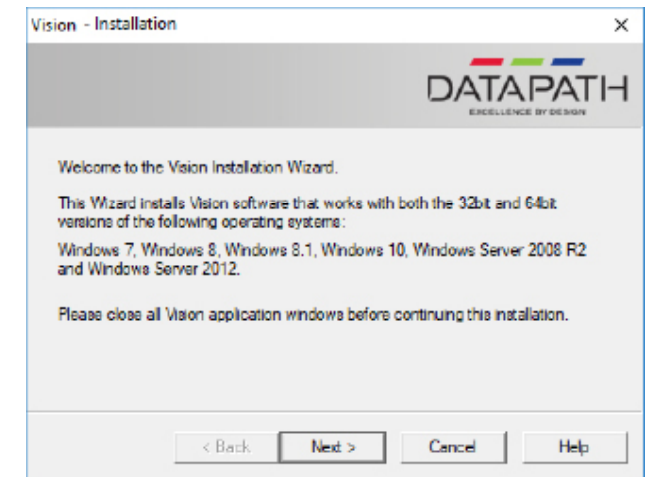 Vision - Installation
DATAPATH
EXCELLENCE BY DESIGN
Welcome to the Vision Installation Wizard.
This Wizard installs Vision software that works with both the 32bit and 64bit
versions of the following operating systems:
Windows 7, Windows 8, Windows 8.1, Windows 10, Windows Server 2008 R2
and Windows Server 2012.
Please close all Vision application windows before continuing this installation.
< Back Next > Cancel Help